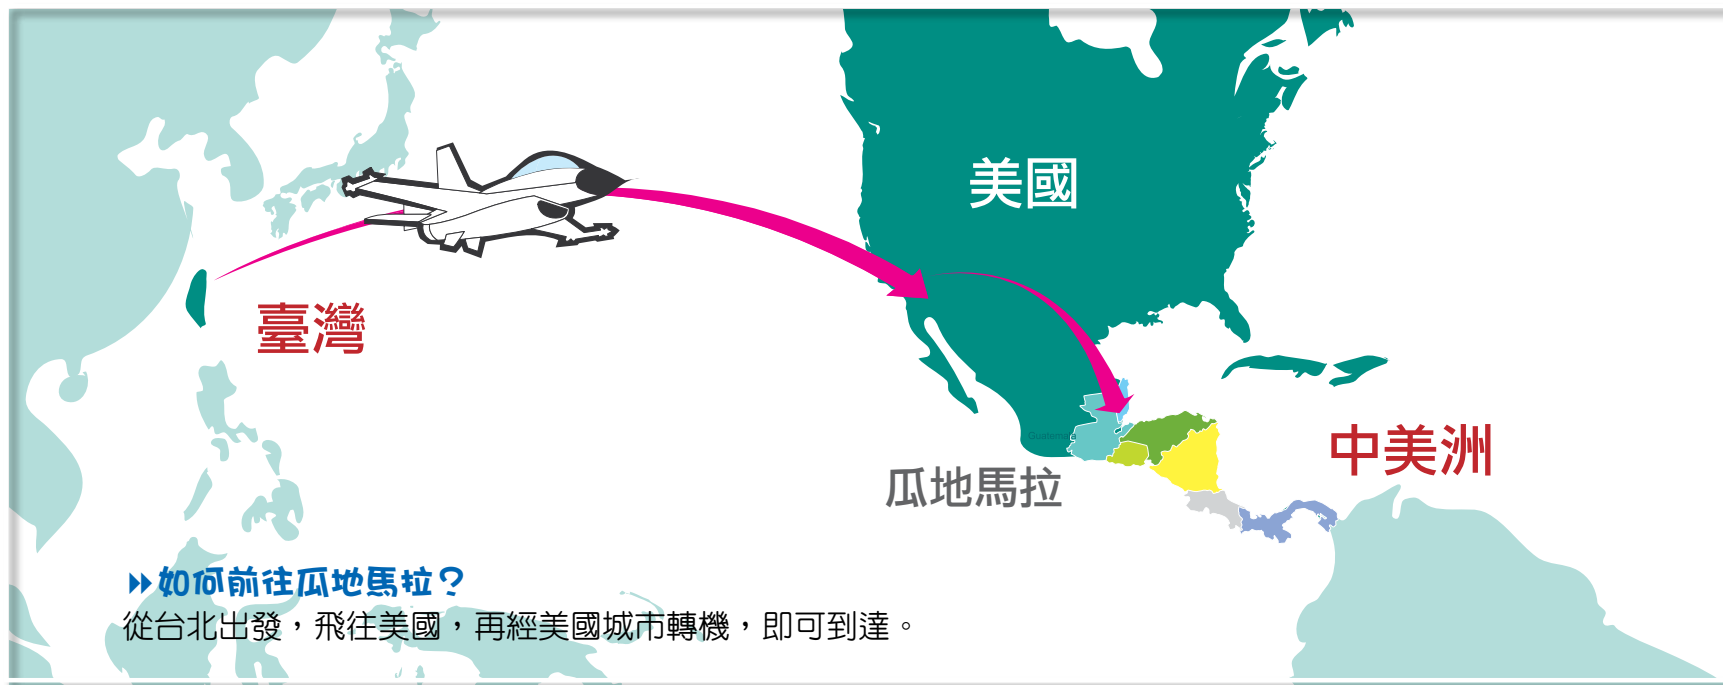 美國
臺灣
Guatemala
中美洲
瓜地馬拉
如何前往瓜地馬拉？
從台北出發，飛往美國，再經美國城市轉機，即可到達。